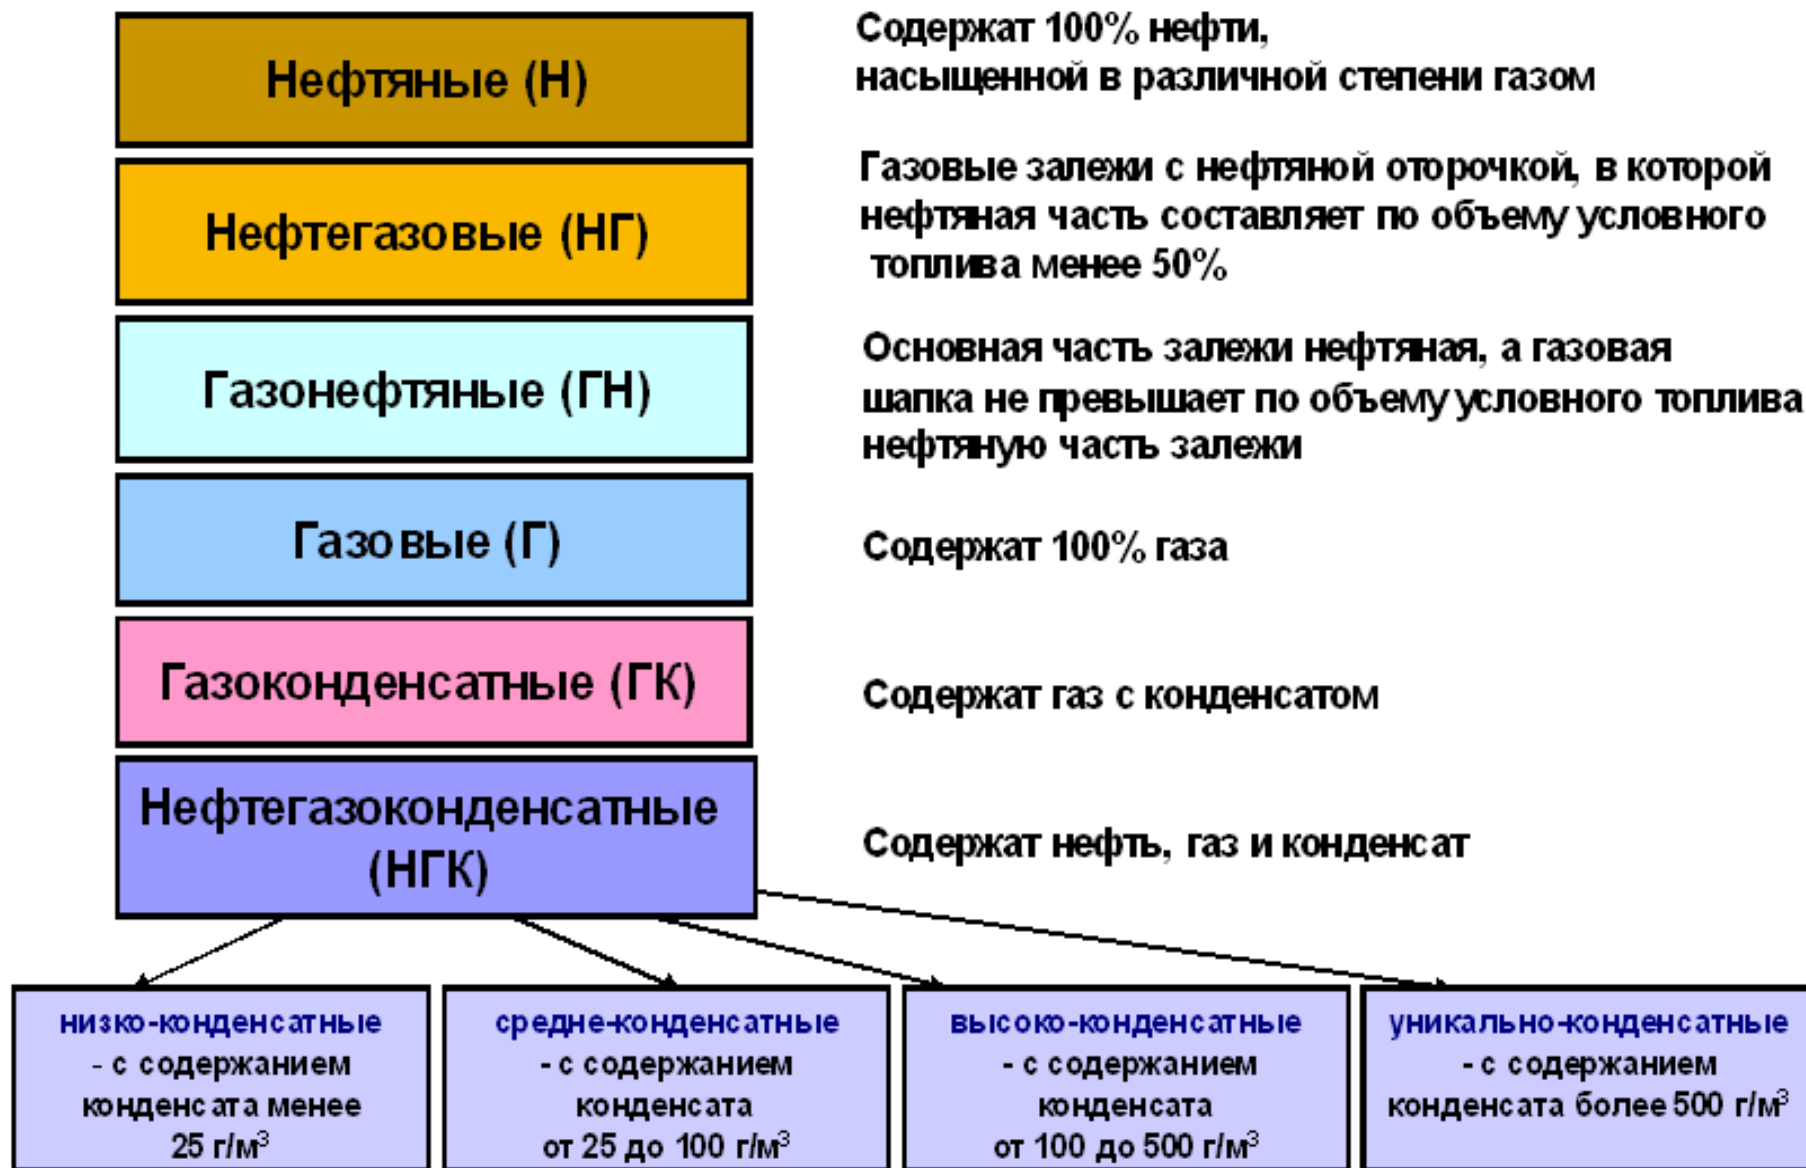 Нефтяные (Н)
Содержат 100% нефти,
насыщенной в различной степени газом
Нефтегазовые (НГ)
Газовые залежи с нефтяной оторочкой, в которой
нефтяная часть составляет по объему условного
топлива менее 50%
Газонефтяные (ГН)
Основная часть залежи нефтяная, а газовая
шапка не превышает по объему условного топлива
нефтяную часть залежи
Газовые (Г)
Содержат 100% газа
Газоконденсатные (ГК)
Содержат газ с конденсатом
Нефтегазоконденсатные
(НГК)
Содержат нефть, газ и конденсат
низко-конденсатные
- с содержанием
конденсата менее
25 г/м³
средне-конденсатные
- с содержанием
конденсата
от 25 до 100 г/м³
высоко-конденсатные
- с содержанием
конденсата
от 100 до 500 г/м³
уникально-конденсатные
- с содержанием
конденсата более 500 г/м³